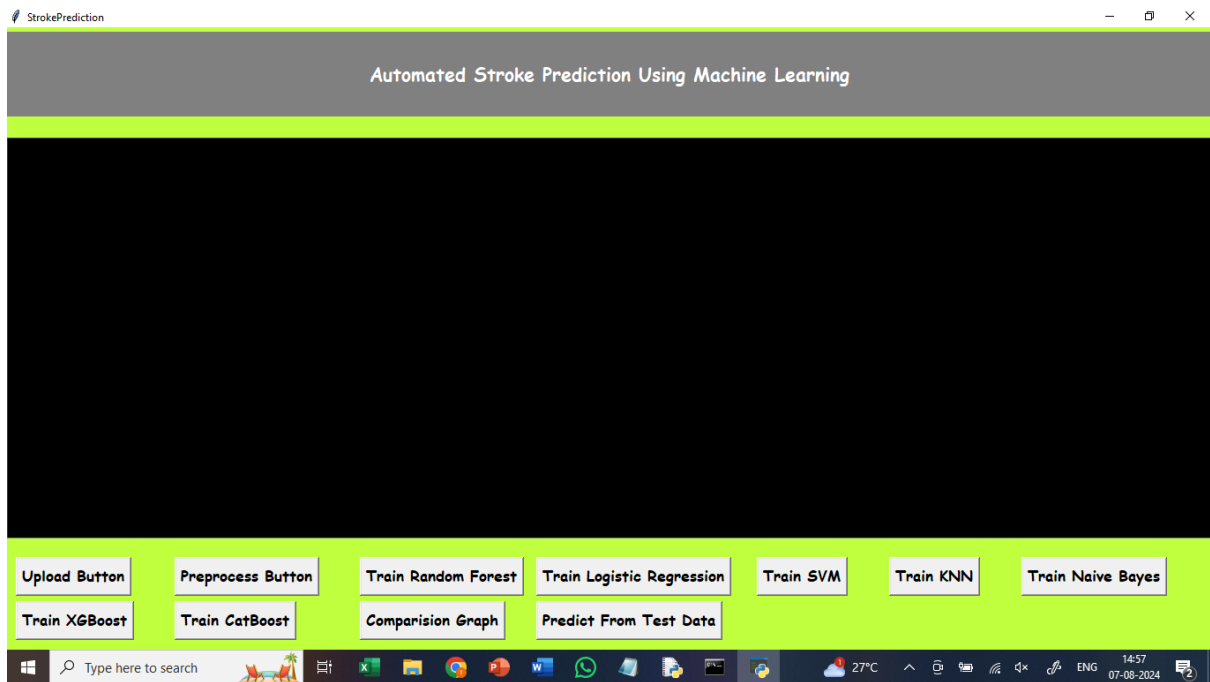 StrokePrediction
Automated Stroke Prediction Using Machine Learning
Upload Button Preprocess Button Train Random Forest Train Logistic Regression Train SVM Train KNN Train Naive Bayes
Train XGBoost Train CatBoost Comparision Graph Predict From Test Data
Type here to search 27°C ENG 14:57
07-08-2024 2